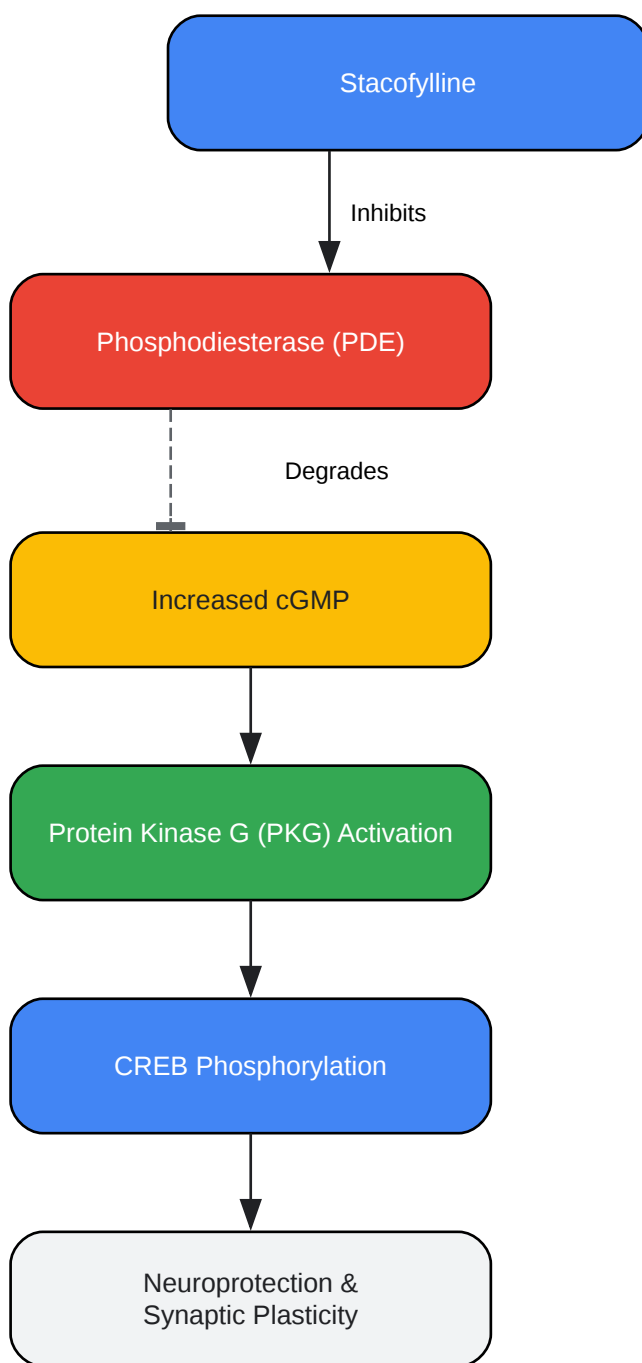 Stacofylline
Inhibits
Phosphodiesterase (PDE)
Degrades
Increased cGMP
Protein Kinase G (PKG) Activation
CREB Phosphorylation
Neuroprotection &
Synaptic Plasticity